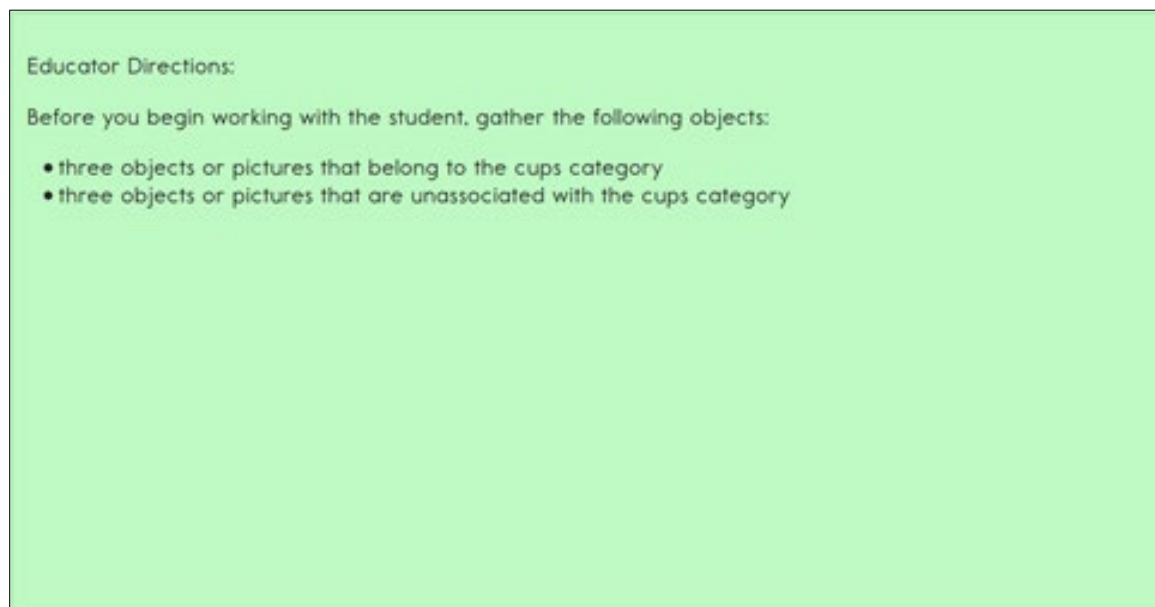 Educator Directions:
Before you begin working with the student, gather the following objects:
• three objects or pictures that belong to the cups category
• three objects or pictures that are unassociated with the cups category